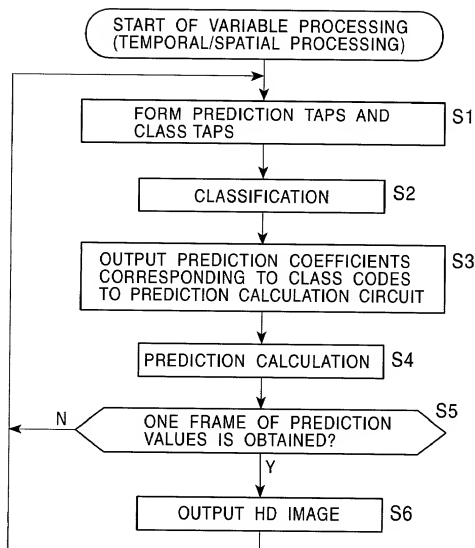 START OF VARIABLE PROCESSING
(TEMPORAL/SPATIAL PROCESSING)
FORM PREDICTION TAPS AND
CLASS TAPS
S1
CLASSIFICATION
S2
OUTPUT PREDICTION COEFFICIENTS
CORRESPONDING TO CLASS CODES
TO PREDICTION CALCULATION CIRCUIT
S3
PREDICTION CALCULATION
S4
ONE FRAME OF PREDICTION
VALUES IS OBTAINED?
S5
N
Y
OUTPUT HD IMAGE
S6